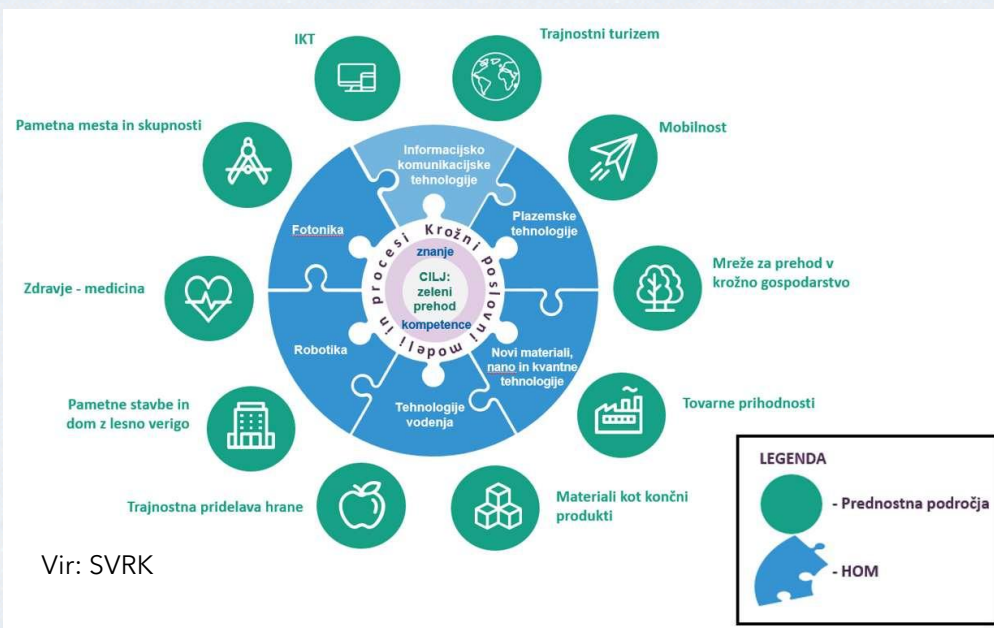 IKT
Trajnostni turizem
Pametna mesta in skupnosti
Mobilnost
Informacijsko
komunikacijske
tehnologije
Fotonika
Plazemske
tehnologije
Krožni poslovni modeli in procesi
znanje
CILJ:
zeleni
prehod
kompetence
Zdravje - medicina
Mreže za prehod v
krožno gospodarstvo
Robotika
Novi materiali,
nano in kvantne
tehnologije
Tehnologije
vodenja
Pametne stavbe in
dom z lesno verigo
Tovarne prihodnosti
Trajnostna pridelava hrane
Materiali kot končni
produkti
LEGENDA
- Prednostna področja
- HOM
Vir: SVRK